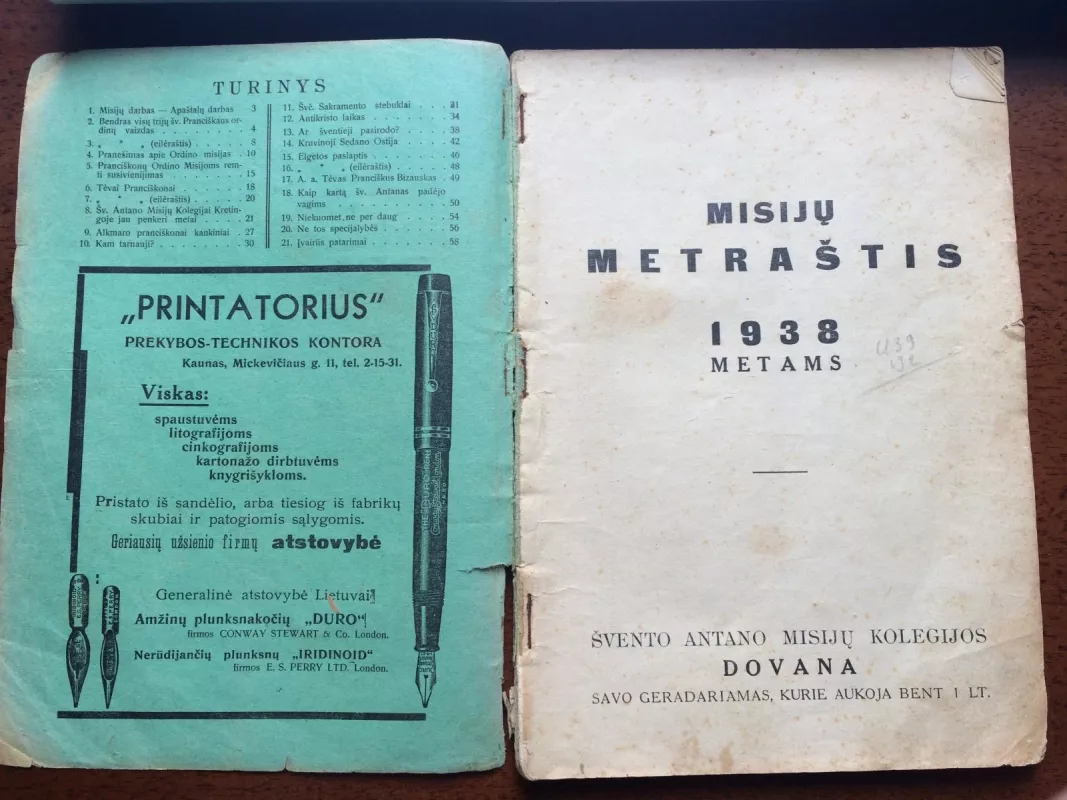 TURINYS
1. Misijų darbas — Apaštalų darbas 3
2. Bendras visų trijų šv. Pranciškaus or-
dinų vaizdas . . . . . . 4
3. „ " „ (eilėraštis) . . . 8
4. Pranešimas apie Ordino misijas . 10
5. Pranciškonų Ordino Misijoms rem-
ti susivienijimas . . . . . 15
6. Tėvai Pranciškonai . . . . 18
7. „ " „ (eilėraštis) . . . 20
8. Šv. Antano Misijų Kolegijai Kretin-
goje jau penkeri metai . . . . 21
9. Alkmaro pranciškonai kankiniai . 27
10. Kam tarnauji? . . . . . . 30
11. Švč. Sakramento stebuklai . . . 31
12. Antikristo laikas . . . . . 34
13. Ar šventieji pasirodo? . . . . 38
14. Kruvinoji Sedano Ostija . . . 42
15. Elgetos paslaptis . . . . . 46
16. „ " „ (eilėraštis) . . . 48
17. A. a. Tėvas Pranciškus Bizauskas . 49
18. Kaip kartą šv. Antanas padėjo
vagims . . . . . . . 50
19. Niekuomet, ne per daug . . . 54
20. Ne tos specijalybės . . . . 56
21. Įvairūs patarimai . . . . . 58
„PRINTATORIUS"
PREKYBOS-TECHNIKOS KONTORA
Kaunas, Mickevičiaus g. 11, tel. 2-15-31.
Viskas:
spaustuvėms
litografijoms
cinkografijoms
kartonažo dirbtuvėms
knygrišykloms.
Pristato iš sandėlio, arba tiesiog iš fabrikų
skubiai ir patogiomis sąlygomis.
Geriausių užsienio firmų atstovybė
Generalinė atstovybė Lietuvai
Amžinų plunksnakočių „DURO"
firmos CONWAY STEWART & Co. London.
Nerūdijančių plunksnų „IRIDINOID"
firmos E. S. PERRY LTD. London.
MISIJŲ
METRAŠTIS
1938
METAMS
ŠVENTO ANTANO MISIJŲ KOLEGIJOS
DOVANA
SAVO GERADARIAMAS, KURIE AUKOJA BENT 1 LT.